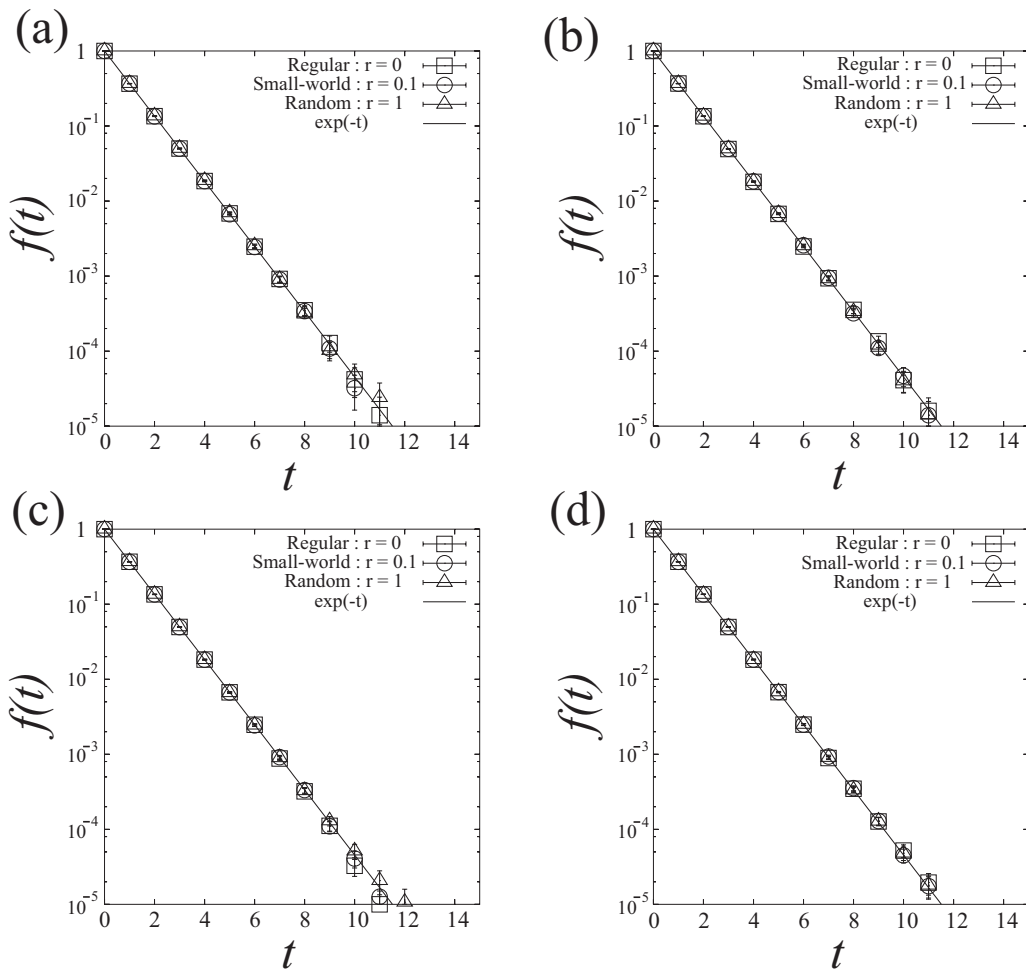 (a)
Regular : r = 0
Small-world : r = 0.1
Random : r = 1
exp(-t)
1
10⁻¹
10⁻²
10⁻³
10⁻⁴
10⁻⁵
f(t)
0 2 4 6 8 10 12 14
t
(b)
Regular : r = 0
Small-world : r = 0.1
Random : r = 1
exp(-t)
1
10⁻¹
10⁻²
10⁻³
10⁻⁴
10⁻⁵
f(t)
0 2 4 6 8 10 12 14
t
(c)
Regular : r = 0
Small-world : r = 0.1
Random : r = 1
exp(-t)
1
10⁻¹
10⁻²
10⁻³
10⁻⁴
10⁻⁵
f(t)
0 2 4 6 8 10 12 14
t
(d)
Regular : r = 0
Small-world : r = 0.1
Random : r = 1
exp(-t)
1
10⁻¹
10⁻²
10⁻³
10⁻⁴
10⁻⁵
f(t)
0 2 4 6 8 10 12 14
t